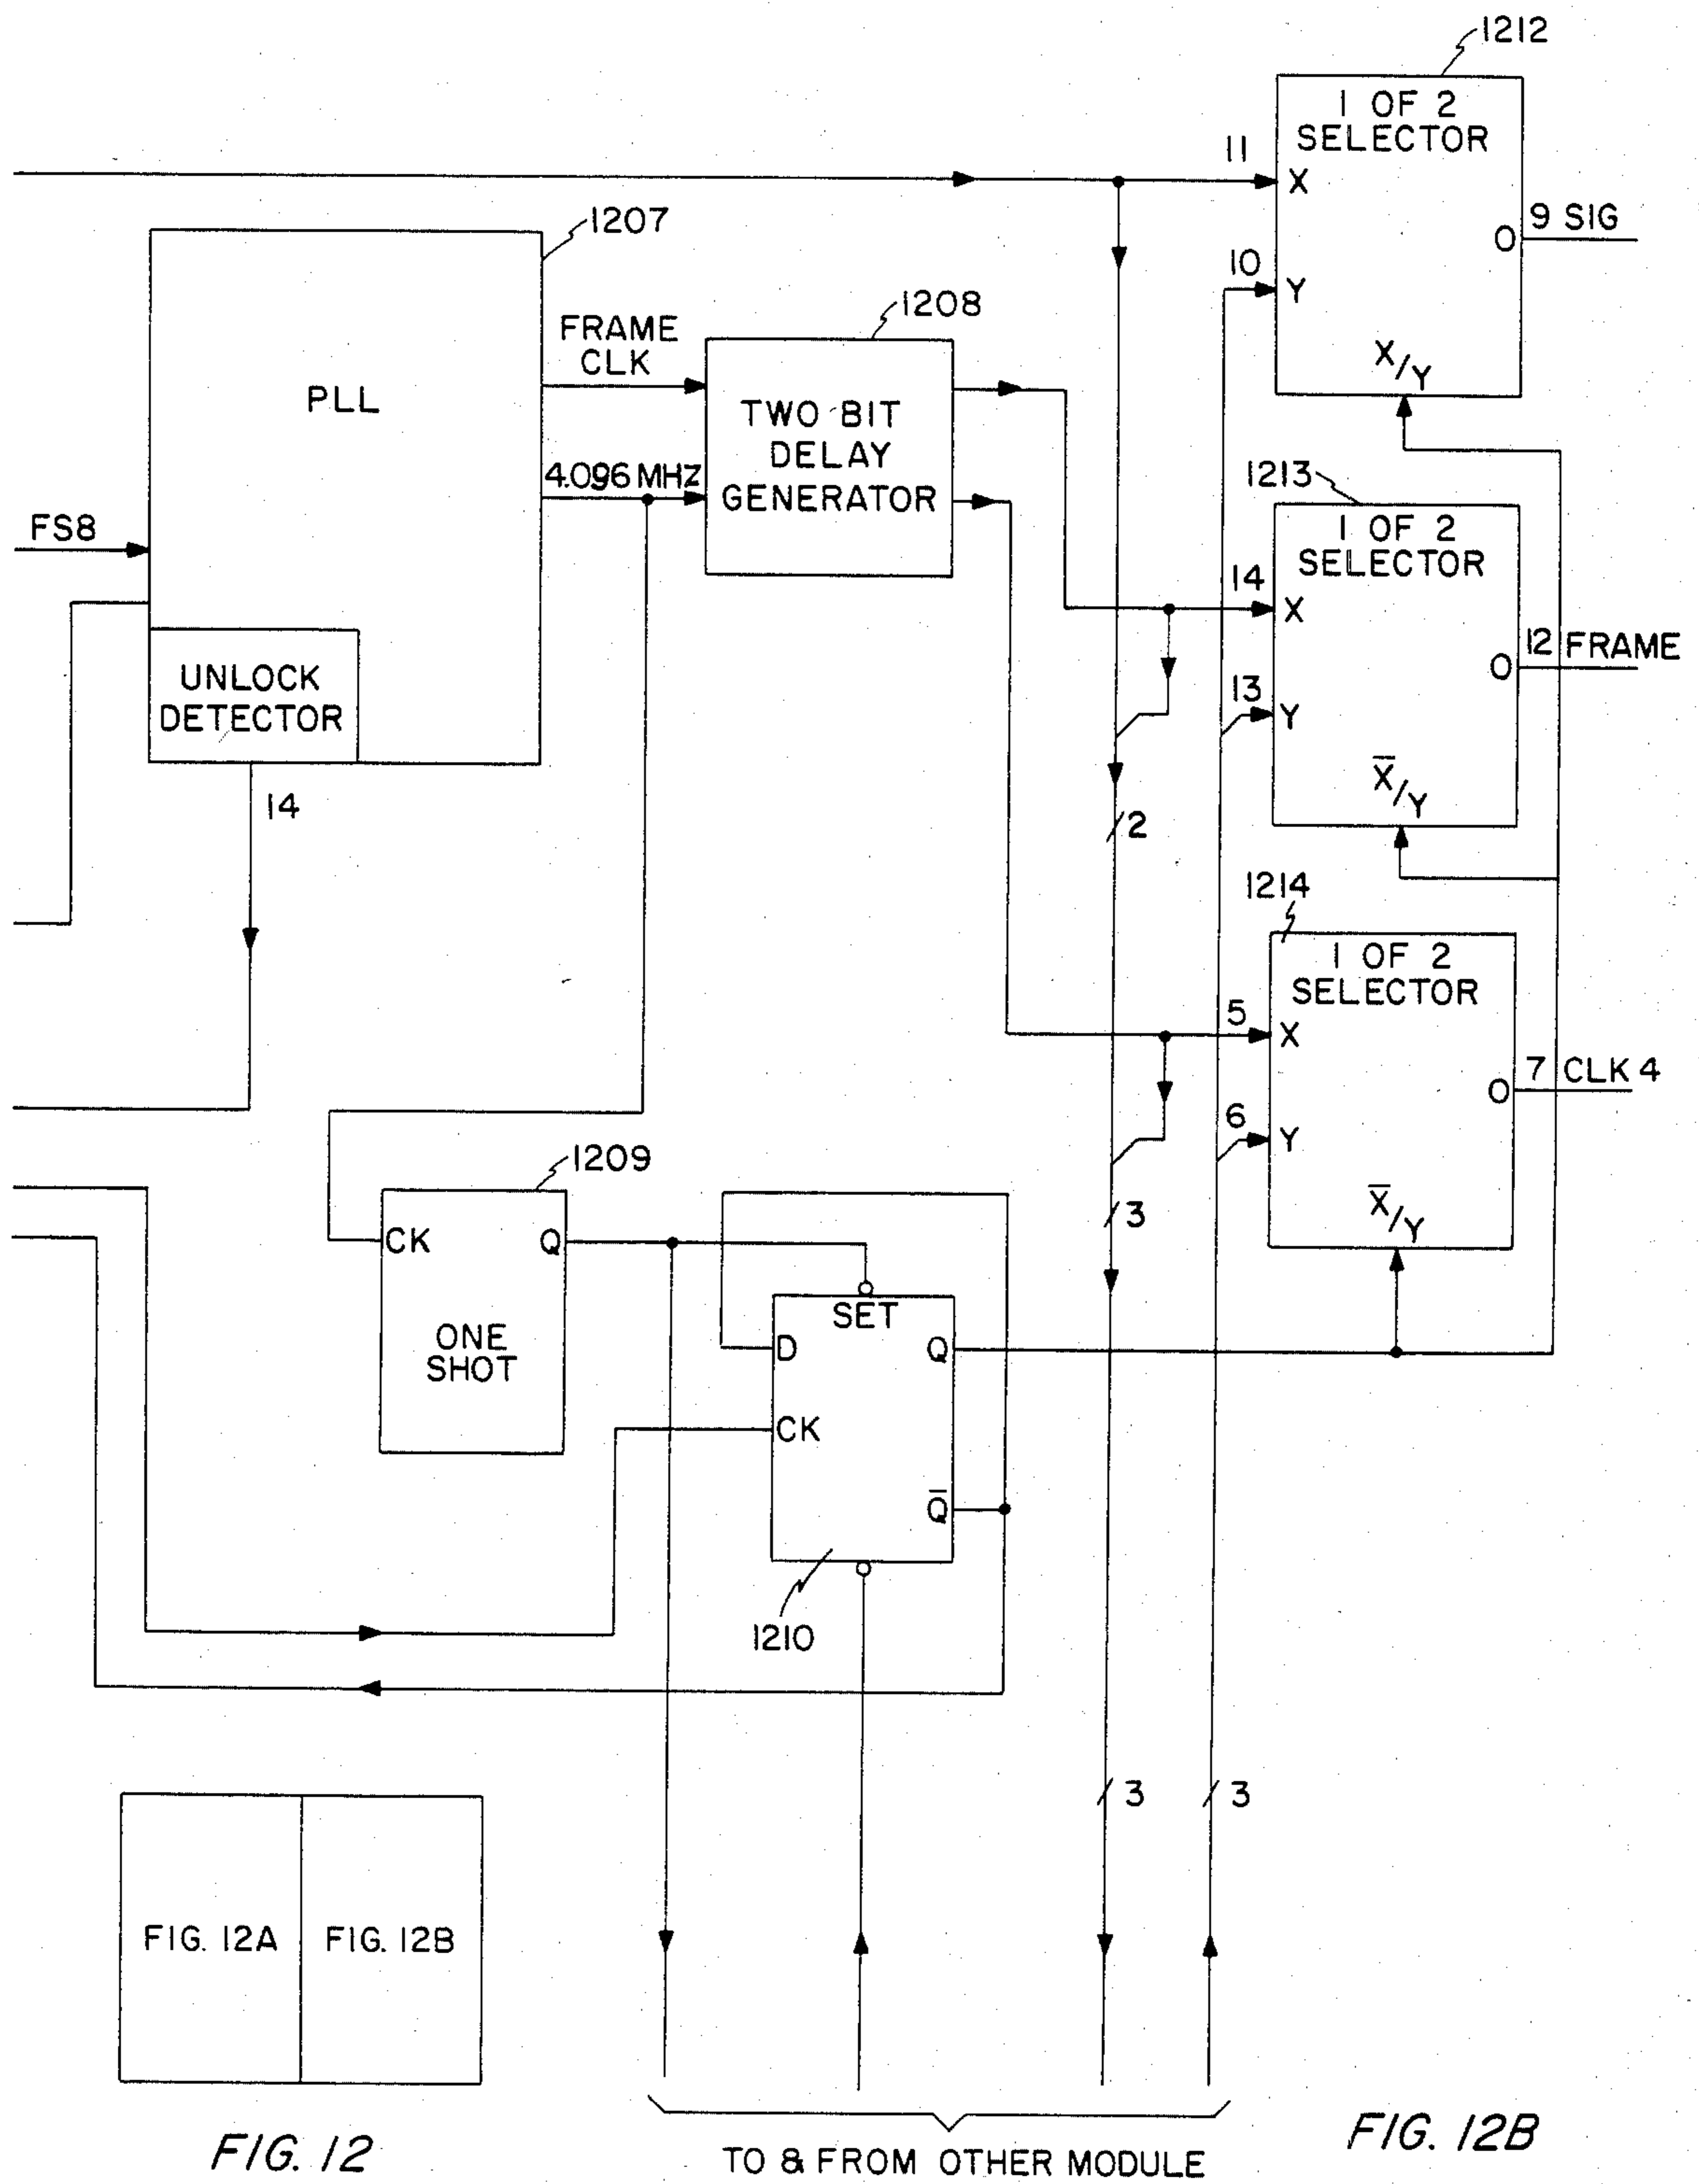 1212
1 OF 2
SELECTOR
11
X
9 SIG
O
10
Y
X/Y
1207
PLL
FRAME
CLK
4.096 MHZ
FS8
UNLOCK
DETECTOR
14
1208
TWO BIT
DELAY
GENERATOR
1213
1 OF 2
SELECTOR
14
X
12 FRAME
O
13
Y
X̅/Y
2
1214
1 OF 2
SELECTOR
5
X
7 CLK 4
O
6
Y
X̅/Y
3
1209
CK
Q
ONE
SHOT
SET
D
Q
CK
Q̅
1210
3
3
FIG. 12A
FIG. 12B
FIG. 12
TO & FROM OTHER MODULE
FIG. 12B